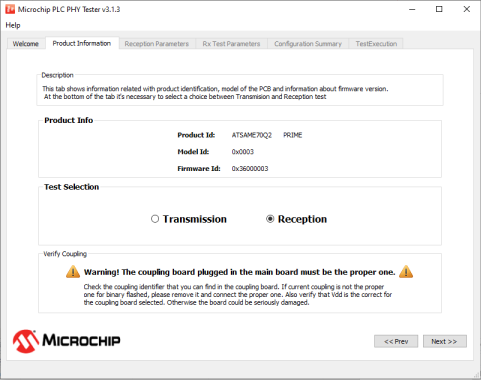 Microchip PLC PHY Tester v3.1.3
Help
Welcome Product Information Reception Parameters Rx Test Parameters Configuration Summary TestExecution
Description
This tab shows information related with product identification, model of the PCB and information about firmware version.
At the bottom of the tab it's necessary to select a choice between Transmision and Reception test
Product Info
Product Id: ATSAME70Q2 PRIME
Model Id: 0x0003
Firmware Id: 0x36000003
Test Selection
Transmission Reception
Verify Coupling
Warning! The coupling board plugged in the main board must be the proper one.
Check the coupling identifier that you can find in the coupling board. If current coupling is not the proper
one for binary flashed, please remove it and connect the proper one. Also verify that Vdd is the correct for
the coupling board selected. Otherwise the board could be seriously damaged.
MICROCHIP
<< Prev Next >>